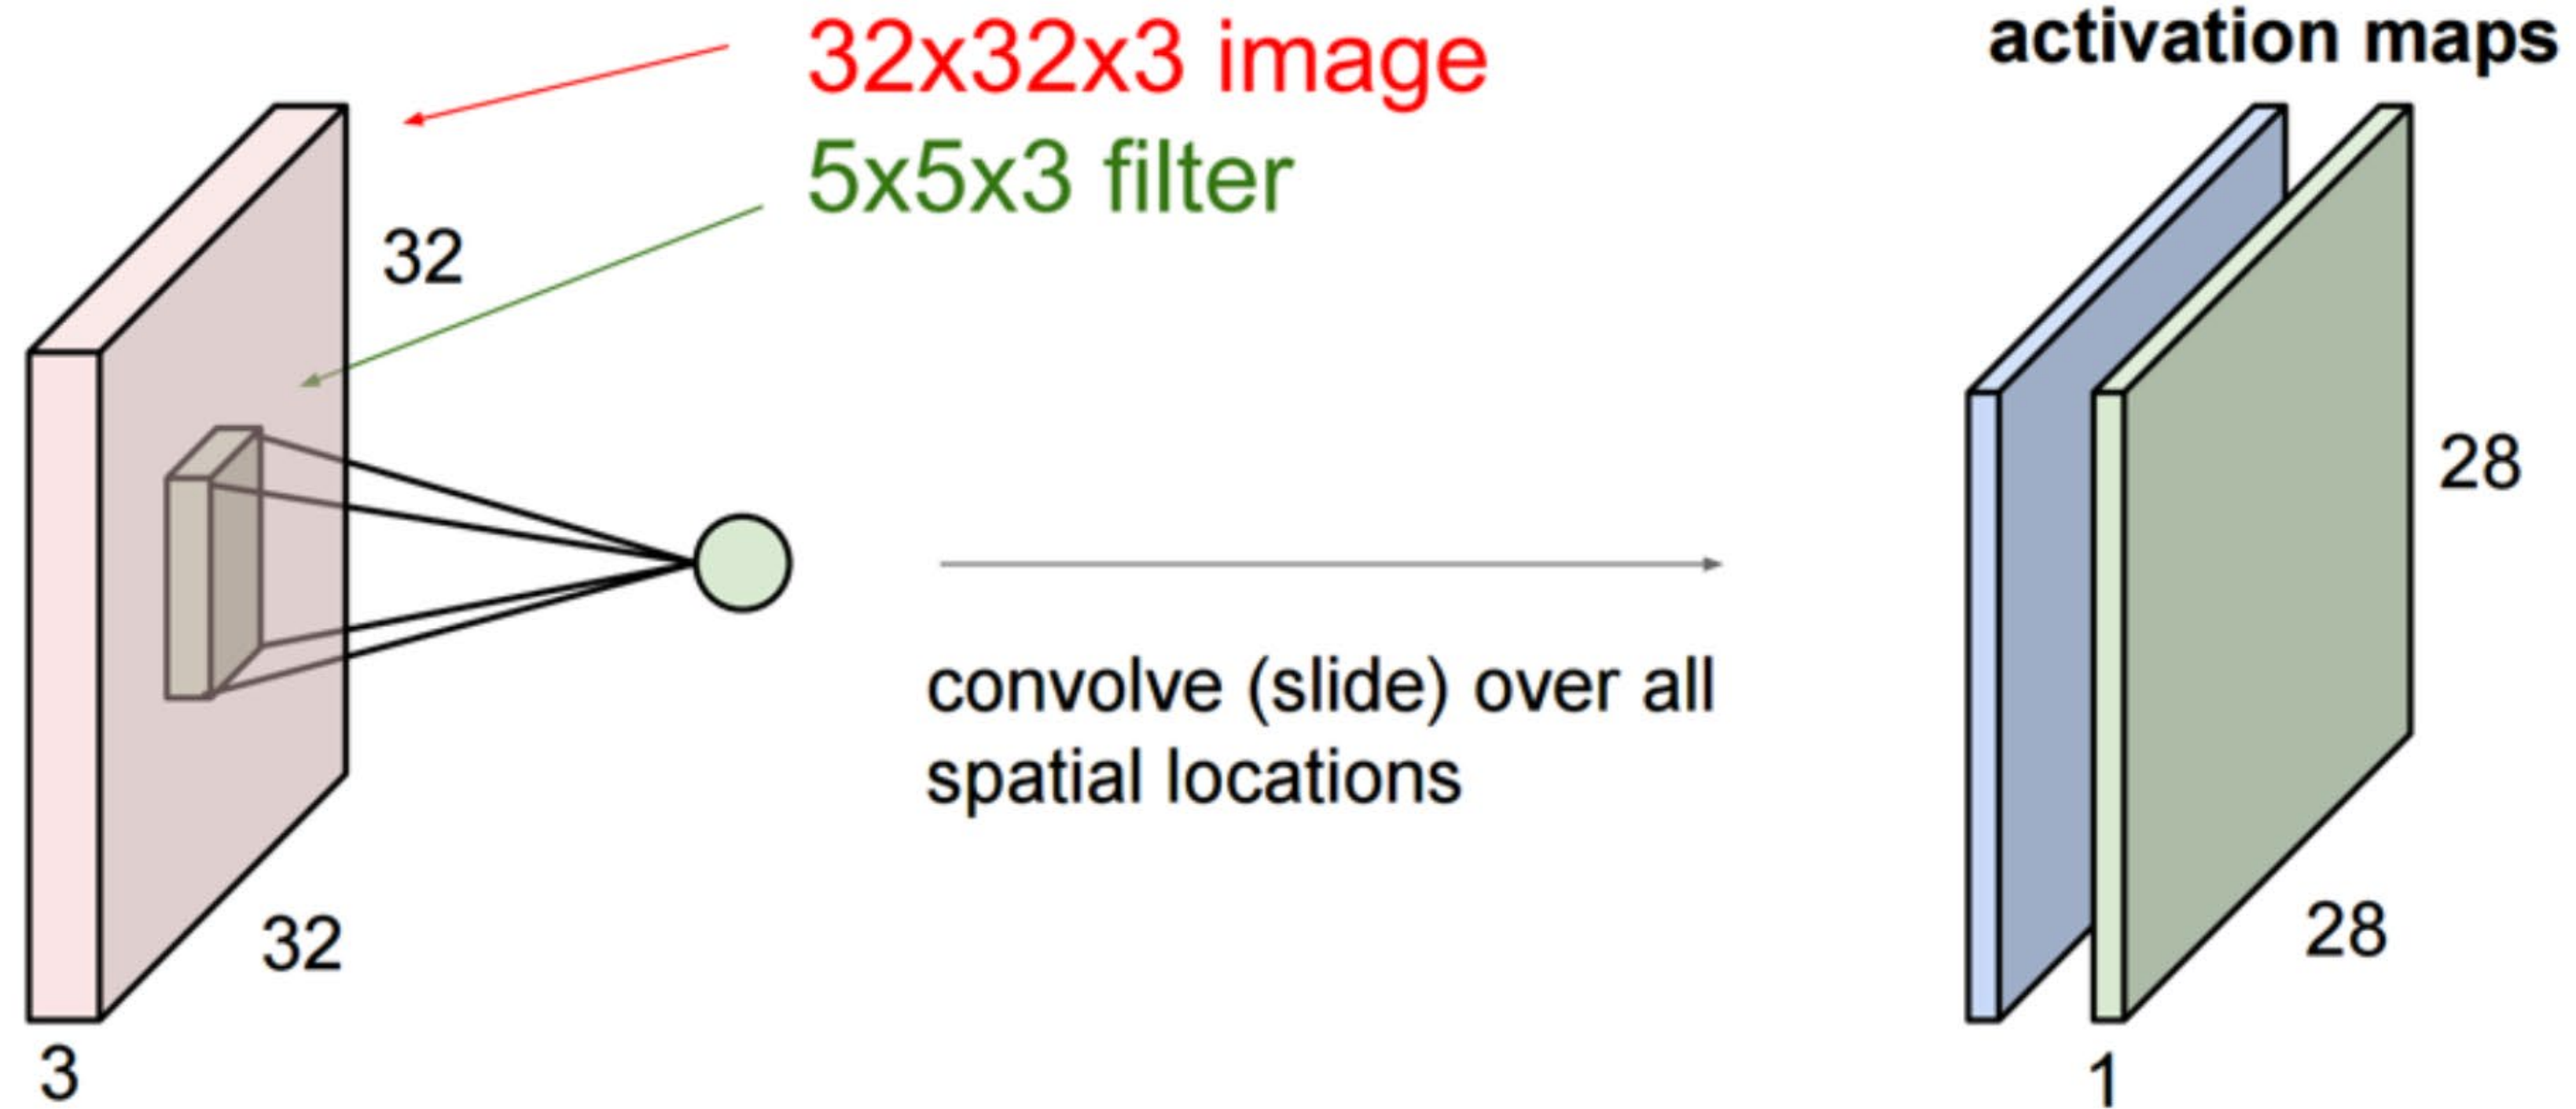 32x32x3 image
5x5x3 filter
32
32
3
convolve (slide) over all
spatial locations
activation maps
28
28
1